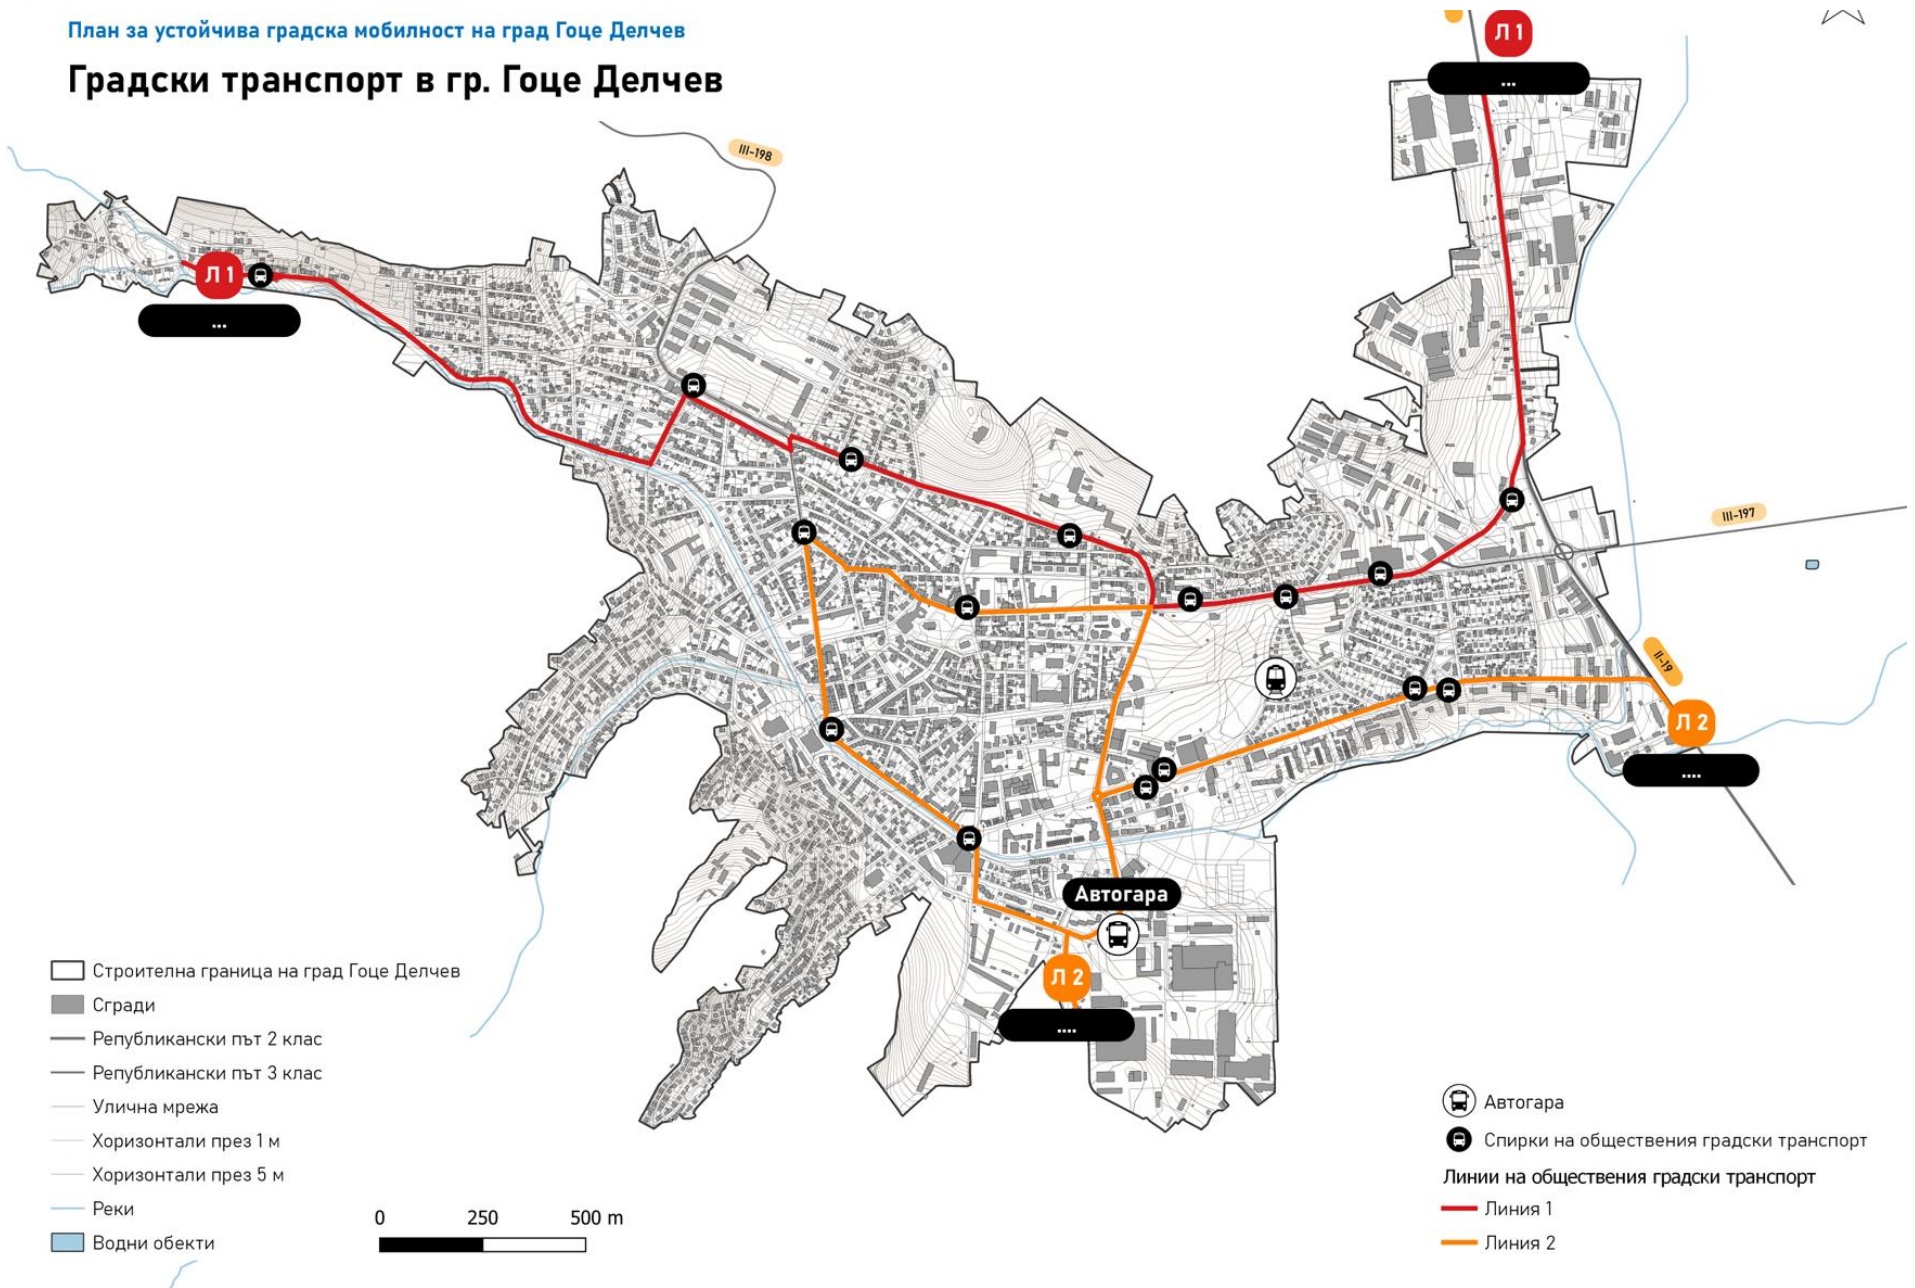 План за устойчива градска мобилност на град Гоце Делчев
Градски транспорт в гр. Гоце Делчев
Л 1
...
III-198
Л 1
...
III-197
II-19
Л 2
....
Автогара
Л 2
....
Строителна граница на град Гоце Делчев
Сгради
Републикански път 2 клас
Републикански път 3 клас
Улична мрежа
Хоризонтали през 1 м
Хоризонтали през 5 м
Реки
Водни обекти
0 250 500 m
Автогара
Спирки на обществения градски транспорт
Линии на обществения градски транспорт
Линия 1
Линия 2